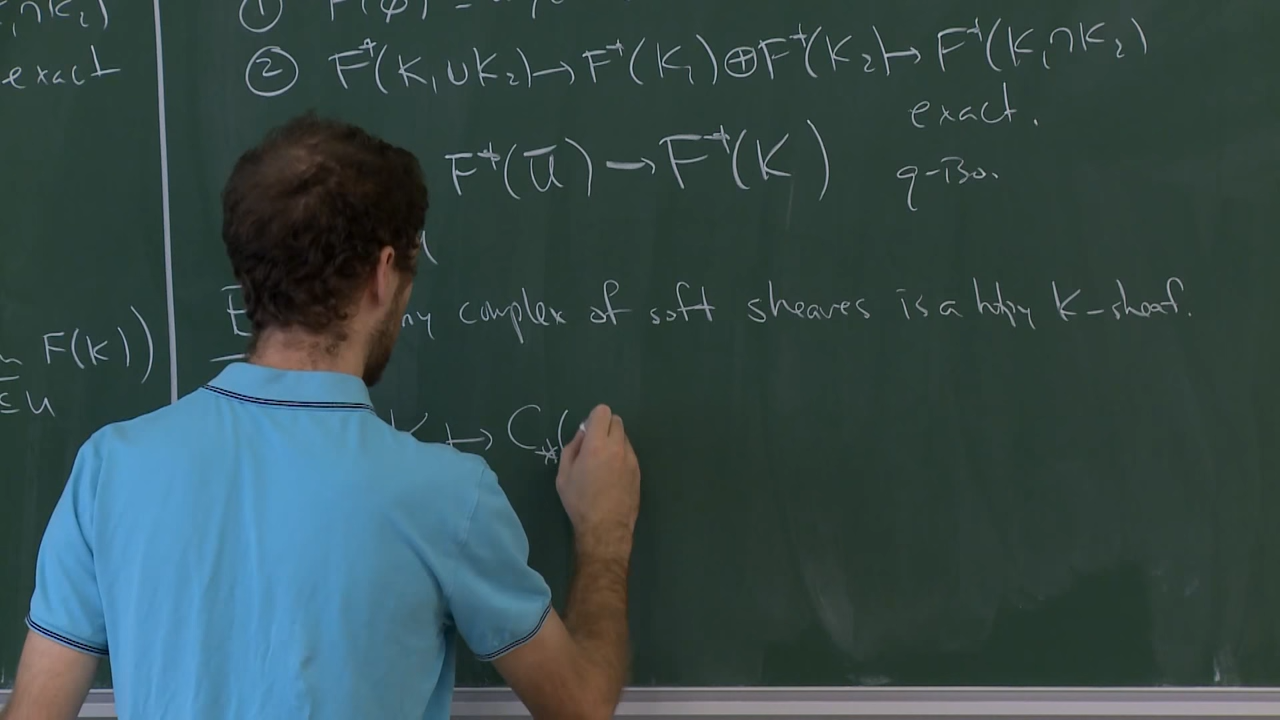 ∩K₂)
exact
F(K))
⊆U
① F(∅) =
② F*(K₁∪K₂) → F*(K₁)⊕F*(K₂) → F*(K₁∩K₂)
exact.
F*(Ū) → F*(K) q-iso.
complex of soft sheaves is a htpy K-sheaf.
K ↦ C_*(